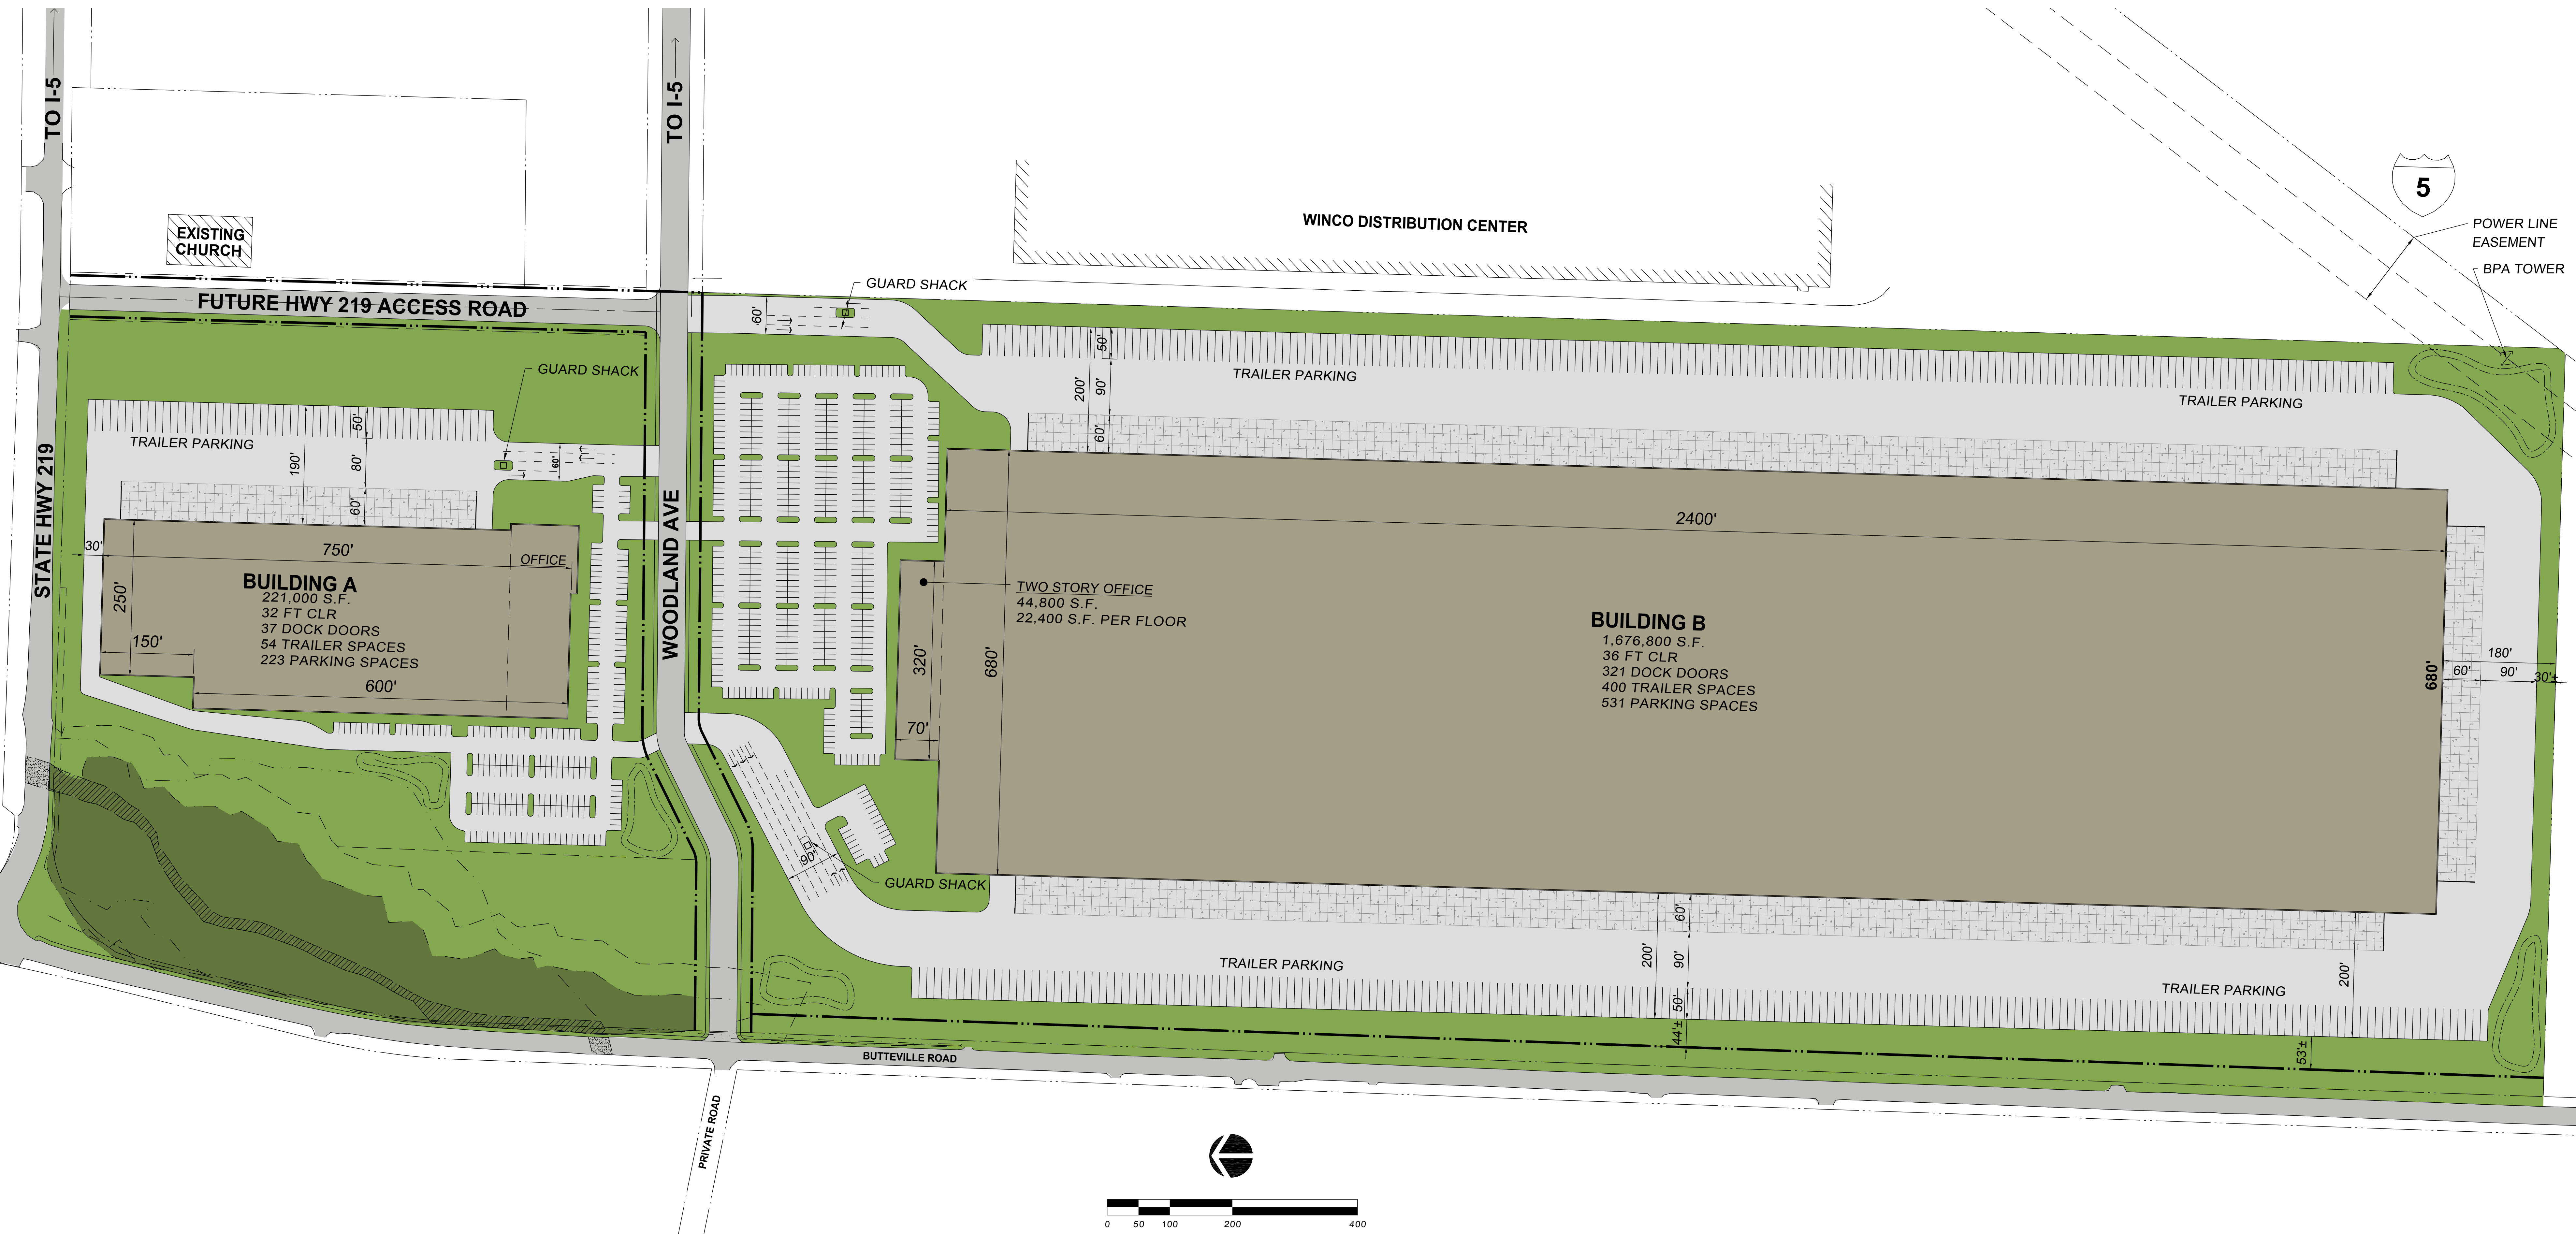 TO I-5
TO I-5
5
POWER LINE
EASEMENT
BPA TOWER
EXISTING
CHURCH
WINCO DISTRIBUTION CENTER
FUTURE HWY 219 ACCESS ROAD
GUARD SHACK
60'
GUARD SHACK
TRAILER PARKING
50'
190'
80'
60'
60'
STATE HWY 219
30'
750'
OFFICE
BUILDING A
221,000 S.F.
32 FT CLR
37 DOCK DOORS
54 TRAILER SPACES
223 PARKING SPACES
250'
150'
600'
WOODLAND AVE
TRAILER PARKING
50'
200'
90'
60'
TRAILER PARKING
2400'
TWO STORY OFFICE
44,800 S.F.
22,400 S.F. PER FLOOR
320'
680'
70'
BUILDING B
1,676,800 S.F.
36 FT CLR
321 DOCK DOORS
400 TRAILER SPACES
531 PARKING SPACES
680'
180'
60'
90'
30'±
90'
GUARD SHACK
TRAILER PARKING
200'
60'
90'
50'
44'±
TRAILER PARKING
200'
53'±
BUTTEVILLE ROAD
PRIVATE ROAD
0 50 100 200 400